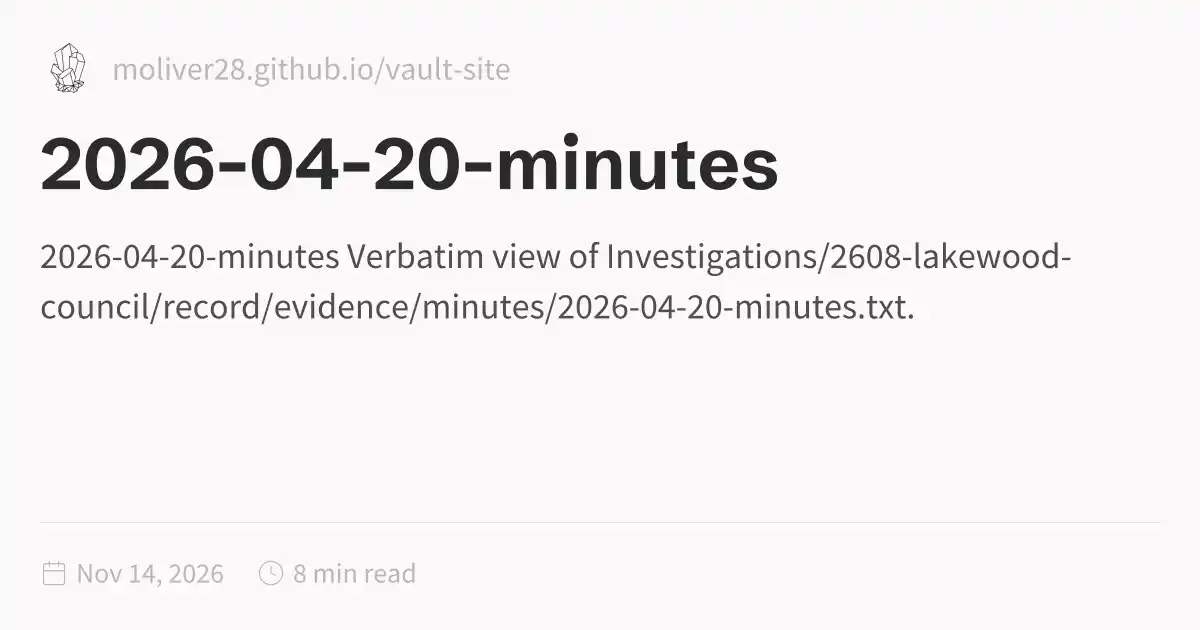 moliver28.github.io/vault-site
2026-04-20-minutes
2026-04-20-minutes Verbatim view of Investigations/2608-lakewood-
council/record/evidence/minutes/2026-04-20-minutes.txt.
Nov 14, 2026 8 min read